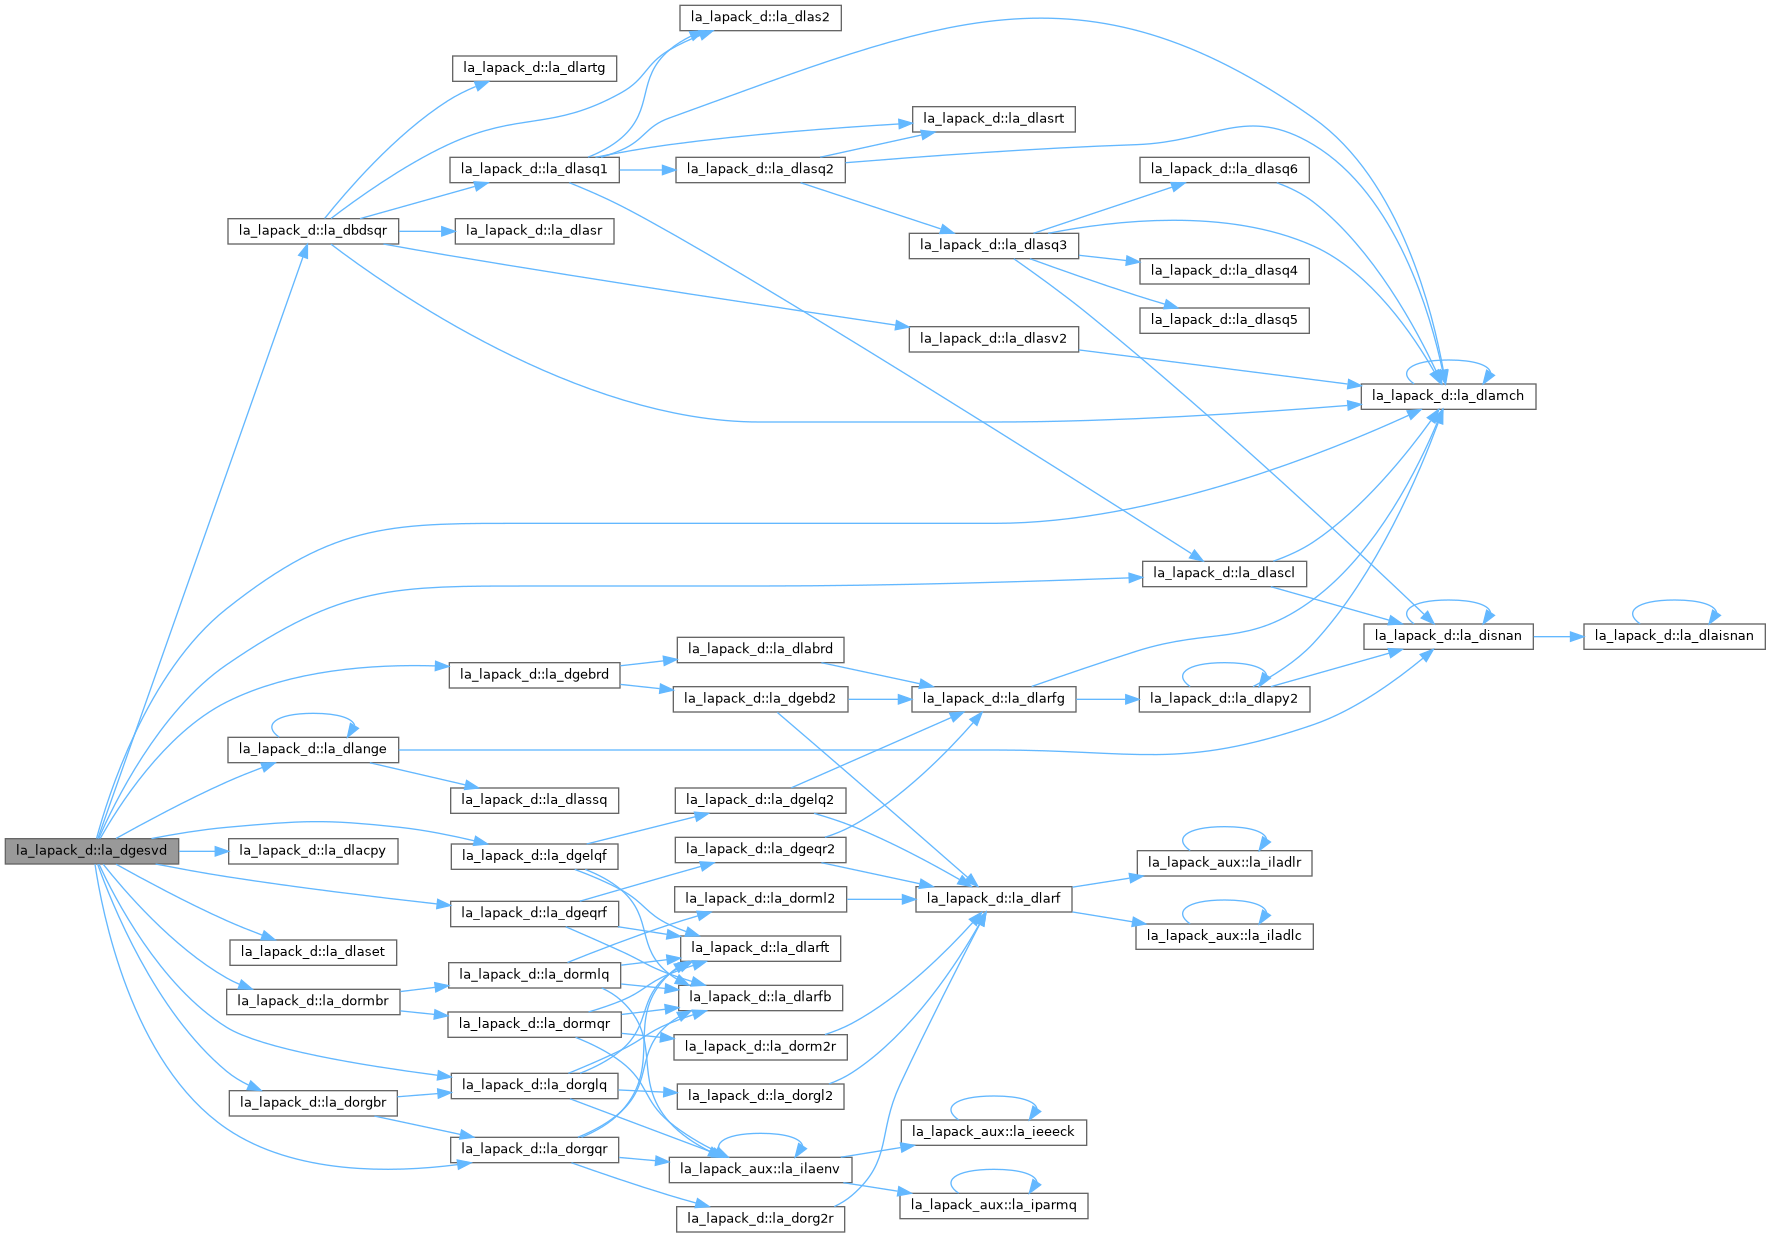 la_lapack_d::la_dlas2
la_lapack_d::la_dlartg
la_lapack_d::la_dlasrt
la_lapack_d::la_dlasq1
la_lapack_d::la_dlasq2
la_lapack_d::la_dlasq6
la_lapack_d::la_dbdsqr
la_lapack_d::la_dlasr
la_lapack_d::la_dlasq3
la_lapack_d::la_dlasq4
la_lapack_d::la_dlasq5
la_lapack_d::la_dlasv2
la_lapack_d::la_dlamch
la_lapack_d::la_dlascl
la_lapack_d::la_disnan
la_lapack_d::la_dlaisnan
la_lapack_d::la_dlabrd
la_lapack_d::la_dgebrd
la_lapack_d::la_dgebd2
la_lapack_d::la_dlarfg
la_lapack_d::la_dlapy2
la_lapack_d::la_dlange
la_lapack_d::la_dlassq
la_lapack_d::la_dgelq2
la_lapack_d::la_dgesvd
la_lapack_d::la_dlacpy
la_lapack_d::la_dgelqf
la_lapack_d::la_dgeqr2
la_lapack_aux::la_iladlr
la_lapack_d::la_dgeqrf
la_lapack_d::la_dorml2
la_lapack_d::la_dlarf
la_lapack_d::la_dlaset
la_lapack_d::la_dlarft
la_lapack_aux::la_iladlc
la_lapack_d::la_dormlq
la_lapack_d::la_dormbr
la_lapack_d::la_dlarfb
la_lapack_d::la_dormqr
la_lapack_d::la_dorm2r
la_lapack_d::la_dorglq
la_lapack_d::la_dorgl2
la_lapack_d::la_dorgbr
la_lapack_aux::la_ieeeck
la_lapack_d::la_dorgqr
la_lapack_aux::la_ilaenv
la_lapack_aux::la_iparmq
la_lapack_d::la_dorg2r